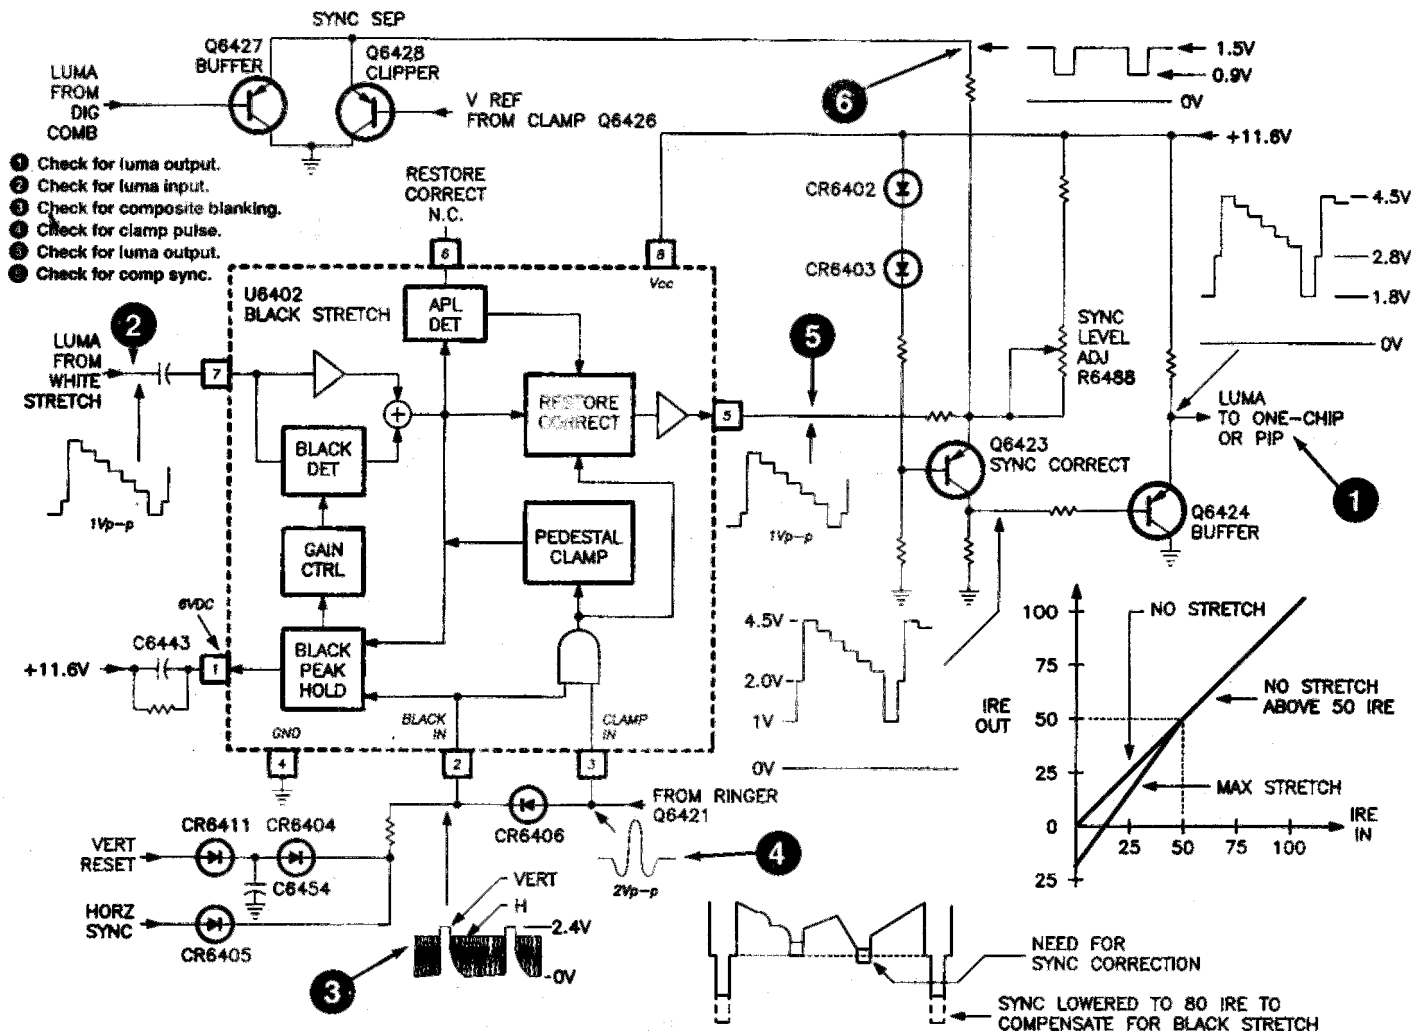 SYNC SEP
Q6427
BUFFER
Q6428
CLIPPER
LUMA
FROM
DIG
COMB
V REF
FROM CLAMP Q6426
6
1.5V
0.9V
0V
+11.6V
1 Check for luma output.
2 Check for luma input.
3 Check for composite blanking.
4 Check for clamp pulse.
5 Check for luma output.
6 Check for comp sync.
RESTORE
CORRECT
N.C.
6
8
Vcc
CR6402
CR6403
4.5V
2.8V
1.8V
0V
U6402
BLACK STRETCH
APL
DET
2
LUMA
FROM
WHITE
STRETCH
7
1Vp-p
BLACK
DET
RESTORE
CORRECT
5
5
1Vp-p
SYNC
LEVEL
ADJ
R6488
LUMA
TO ONE-CHIP
OR PIP
1
Q6423
SYNC CORRECT
Q6424
BUFFER
GAIN
CTRL
PEDESTAL
CLAMP
6VDC
C6443
+11.6V
1
BLACK
PEAK
HOLD
BLACK
IN
CLAMP
IN
GND
4
2
3
4.5V
2.0V
1V
0V
NO STRETCH
NO STRETCH
ABOVE 50 IRE
MAX STRETCH
IRE
OUT
100
75
50
25
0
25
25 50 75 100
IRE
IN
FROM RINGER
Q6421
CR6406
2Vp-p
4
CR6411
CR6404
VERT
RESET
C6454
HORZ
SYNC
CR6405
VERT
H
2.4V
0V
3
NEED FOR
SYNC CORRECTION
SYNC LOWERED TO 80 IRE TO
COMPENSATE FOR BLACK STRETCH